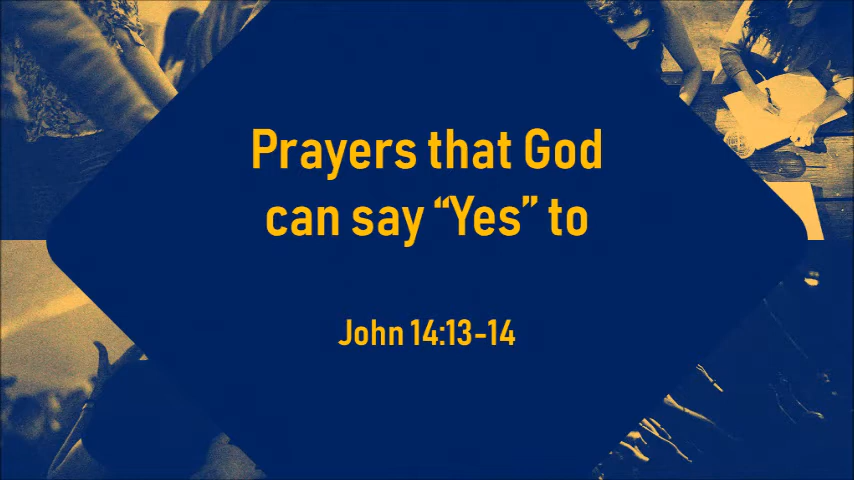 Prayers that God
can say “Yes” to
John 14:13-14